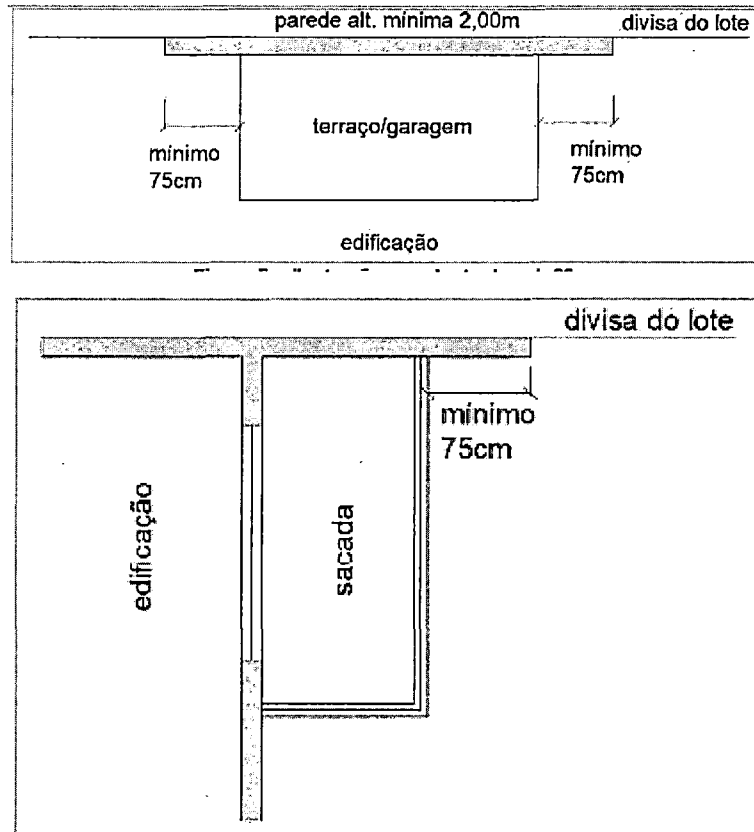 parede alt. mínima 2,00m
divisa do lote
terraço/garagem
mínimo
75cm
mínimo
75cm
edificação
divisa do lote
mínimo
75cm
edificação
sacada